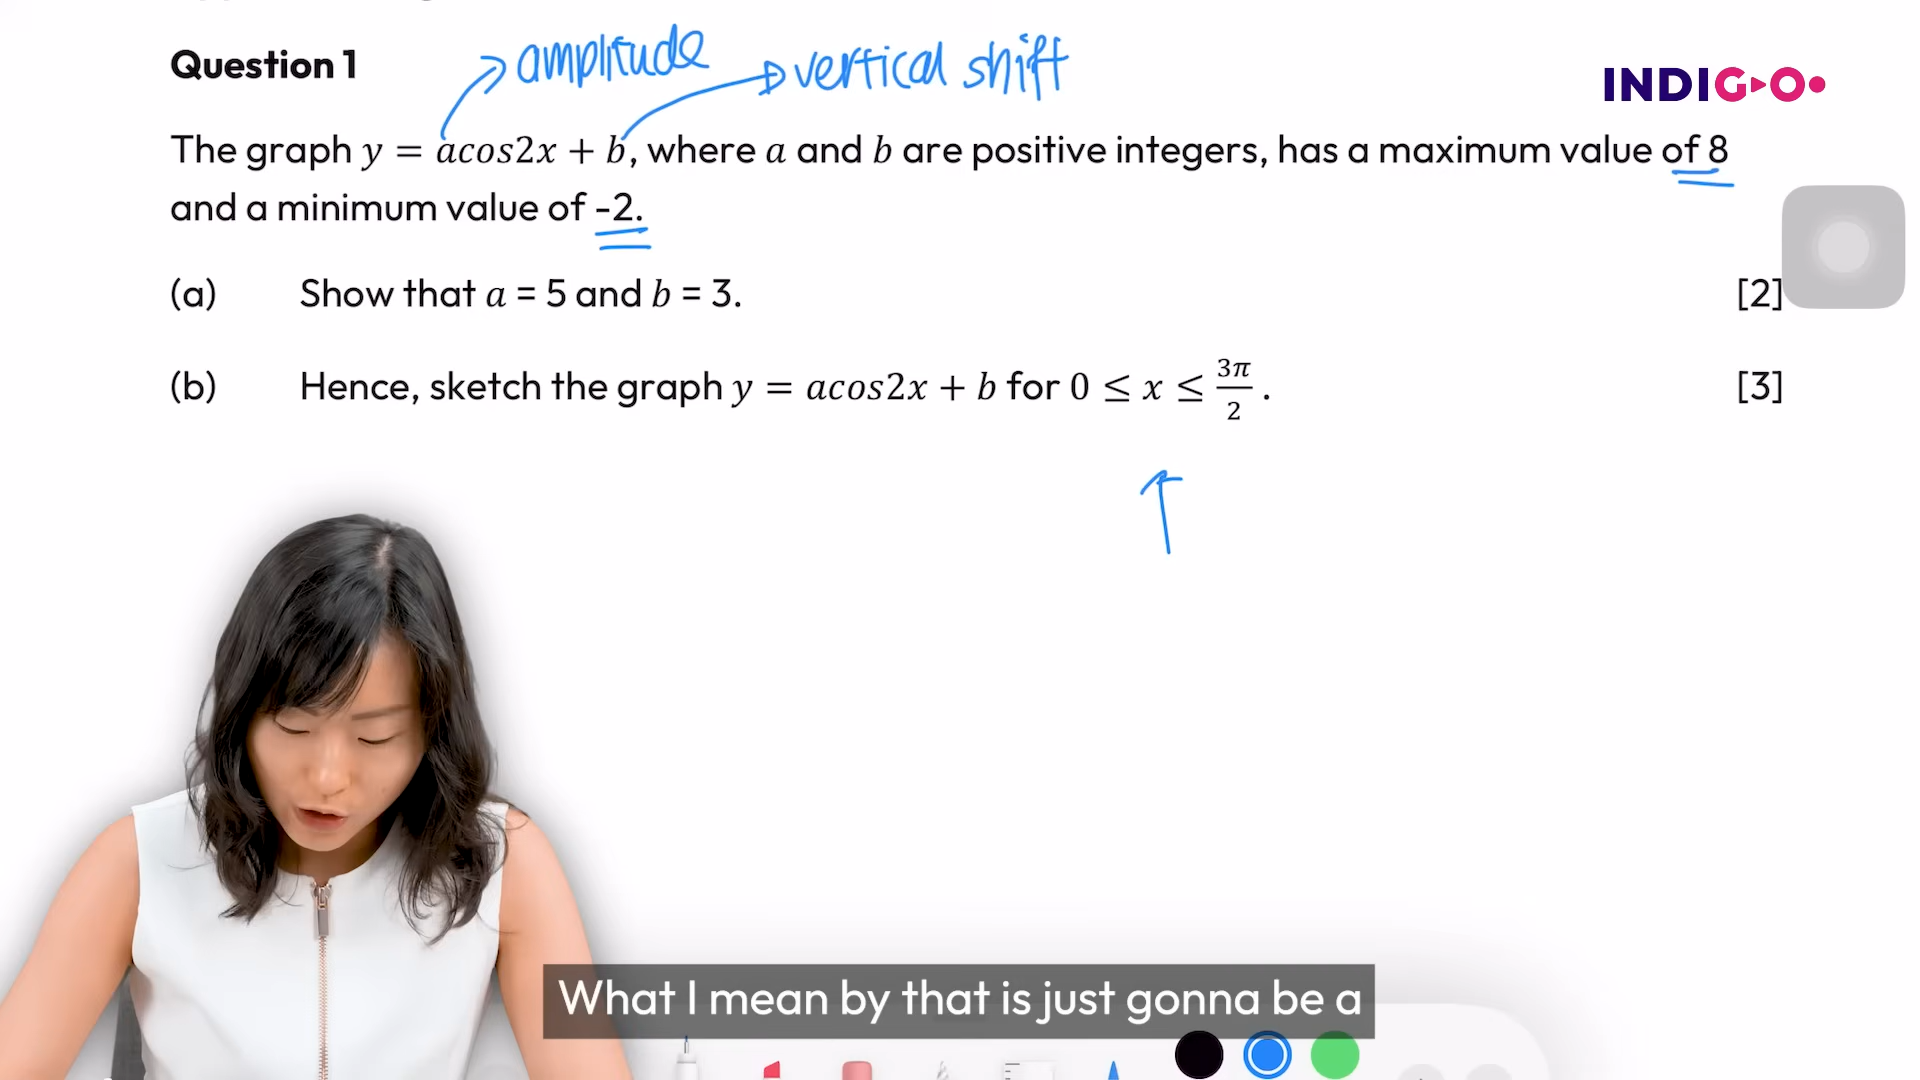 amplitude
vertical shift
Question 1
INDIGO
The graph y = acos2x + b, where a and b are positive integers, has a maximum value of 8
and a minimum value of -2.
(a) Show that a = 5 and b = 3. [2]
(b) Hence, sketch the graph y = acos2x + b for 0 ≤ x ≤ 3π/2 . [3]
What I mean by that is just gonna be a